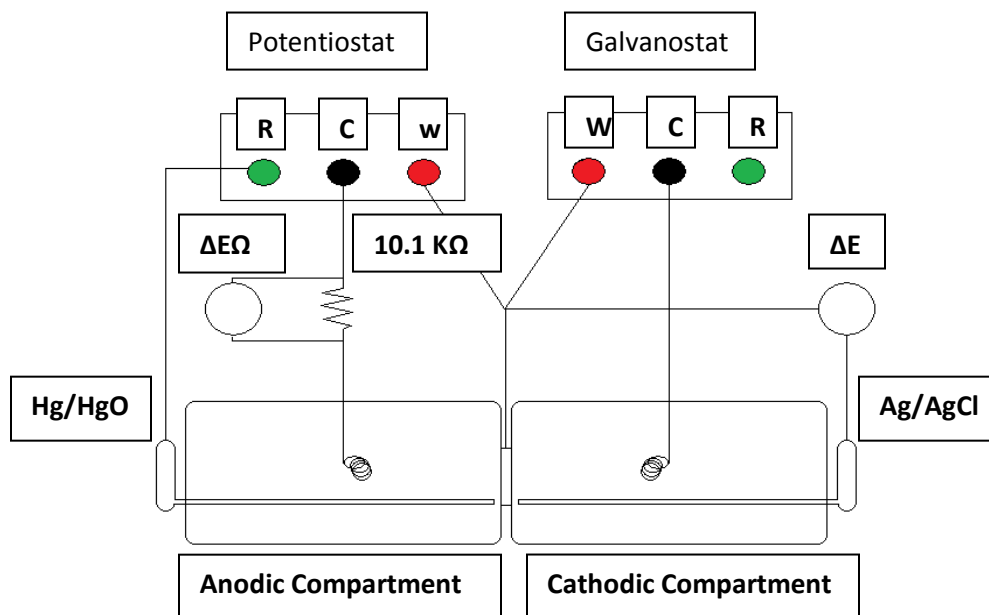 Potentiostat
Galvanostat
R
C
w
W
C
R
ΔEΩ
10.1 KΩ
ΔE
Hg/HgO
Ag/AgCl
Anodic Compartment
Cathodic Compartment